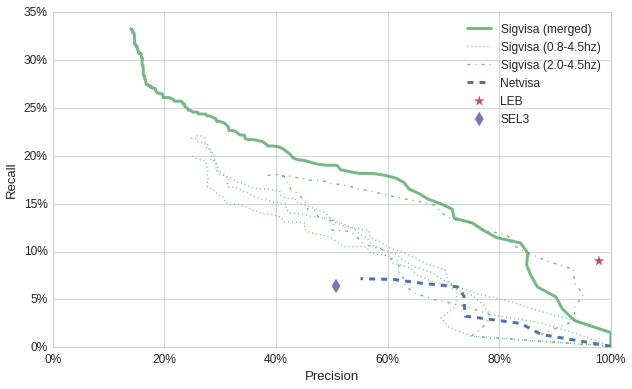 35%
30%
25%
20%
15%
10%
5%
0%
Recall
Sigvisa (merged)
Sigvisa (0.8-4.5hz)
Sigvisa (2.0-4.5hz)
Netvisa
LEB
SEL3
0% 20% 40% 60% 80% 100%
Precision